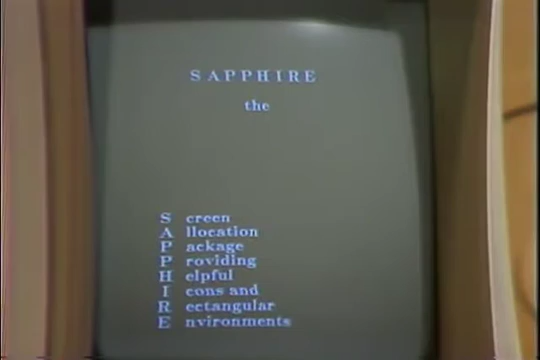 SAPPHIRE
the
S creen
A llocation
P ackage
P roviding
H elpful
I cons and
R ectangular
E nvironments